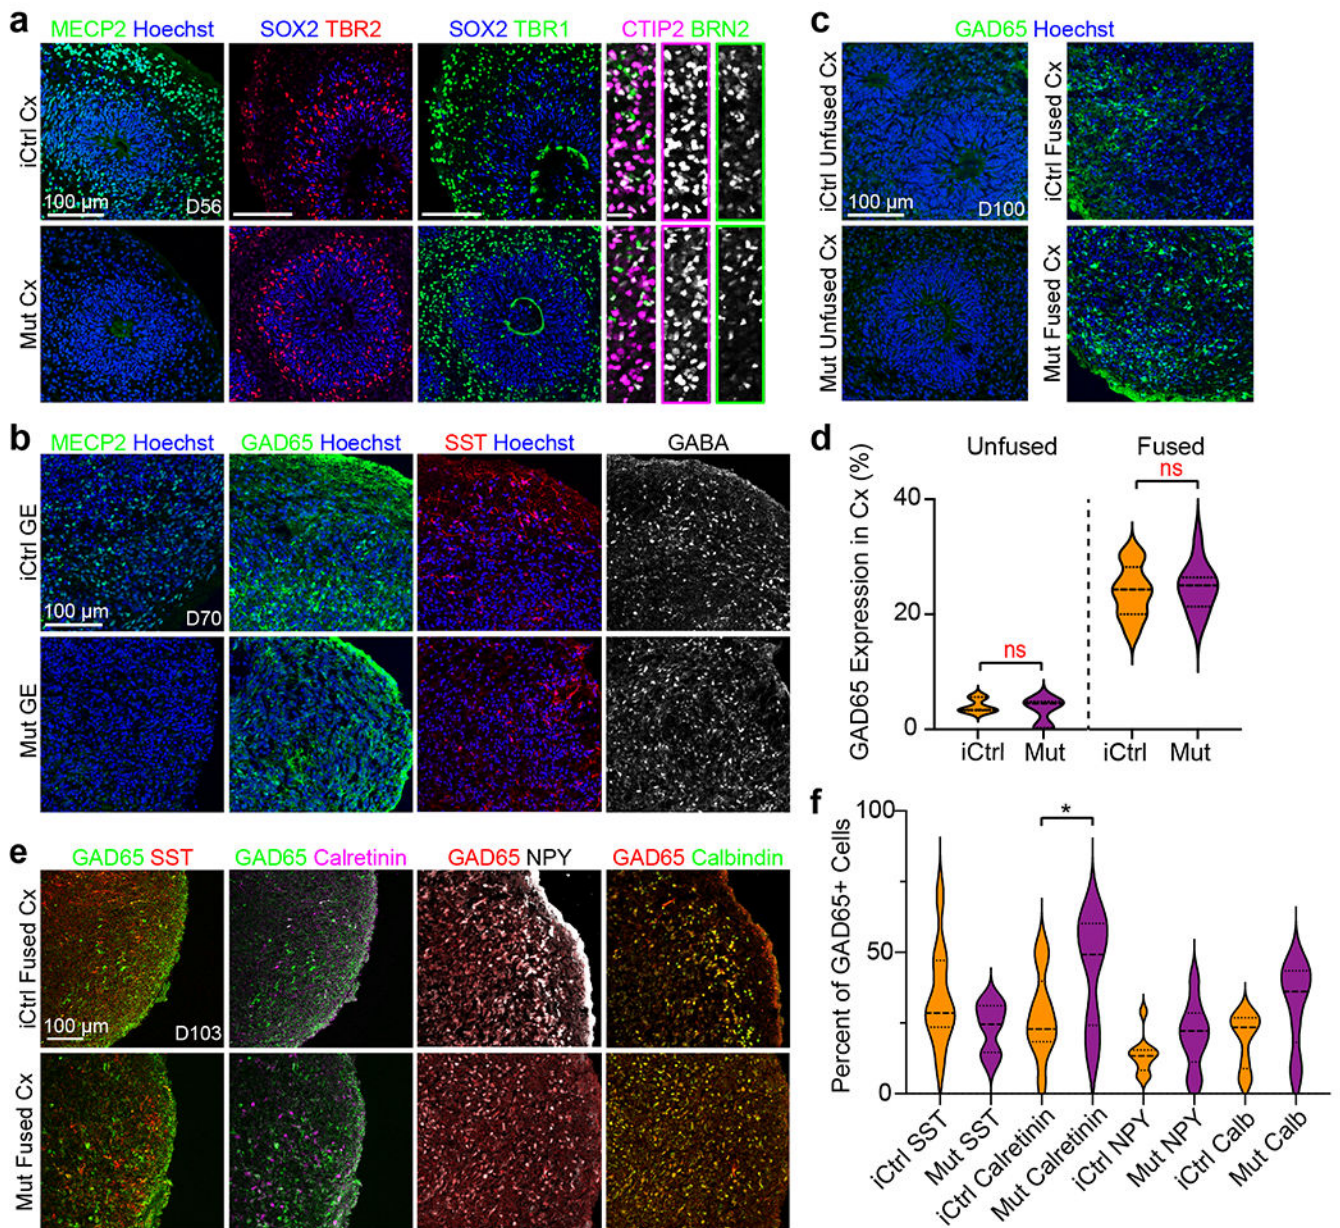 a
MECP2 Hoechst
SOX2 TBR2
SOX2 TBR1
CTIP2 BRN2
iCtrl Cx
100 µm
D56
Mut Cx
b
MECP2 Hoechst
GAD65 Hoechst
SST Hoechst
GABA
iCtrl GE
100 µm
D70
Mut GE
c
GAD65 Hoechst
iCtrl Unfused Cx
100 µm
D100
iCtrl Fused Cx
Mut Unfused Cx
Mut Fused Cx
d
Unfused
Fused
GAD65 Expression in Cx (%)
40
20
0
ns
ns
iCtrl
Mut
iCtrl
Mut
e
GAD65 SST
GAD65 Calretinin
GAD65 NPY
GAD65 Calbindin
iCtrl Fused Cx
100 µm
D103
Mut Fused Cx
f
Percent of GAD65+ Cells
100
50
0
*
iCtrl SST
Mut SST
iCtrl Calretinin
Mut Calretinin
iCtrl NPY
Mut NPY
iCtrl Calb
Mut Calb